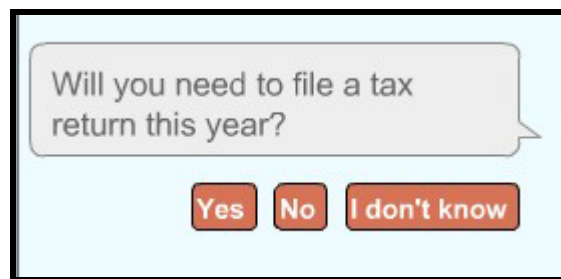 Will you need to file a tax
return this year?
Yes No I don't know